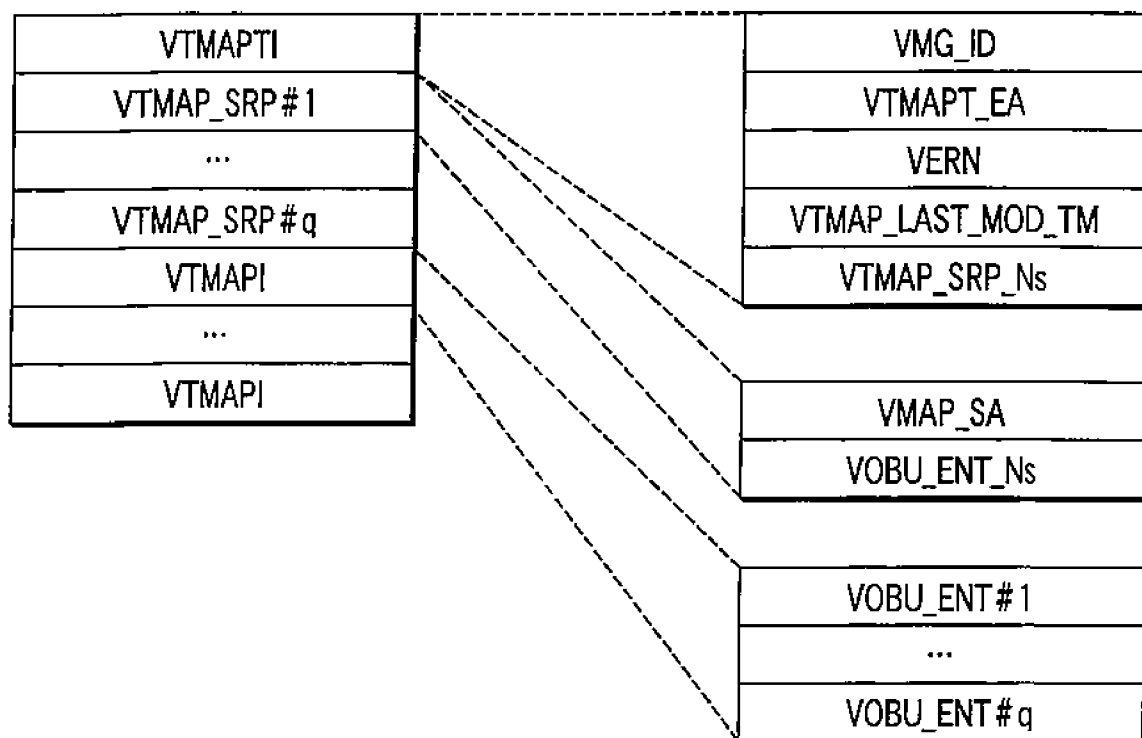 VTMAPTI
VTMAP_SRP#1
...
VTMAP_SRP#q
VTMAPI
...
VTMAPI
VMG_ID
VTMAPT_EA
VERN
VTMAP_LAST_MOD_TM
VTMAP_SRP_Ns
VMAP_SA
VOBU_ENT_Ns
VOBU_ENT#1
...
VOBU_ENT#q